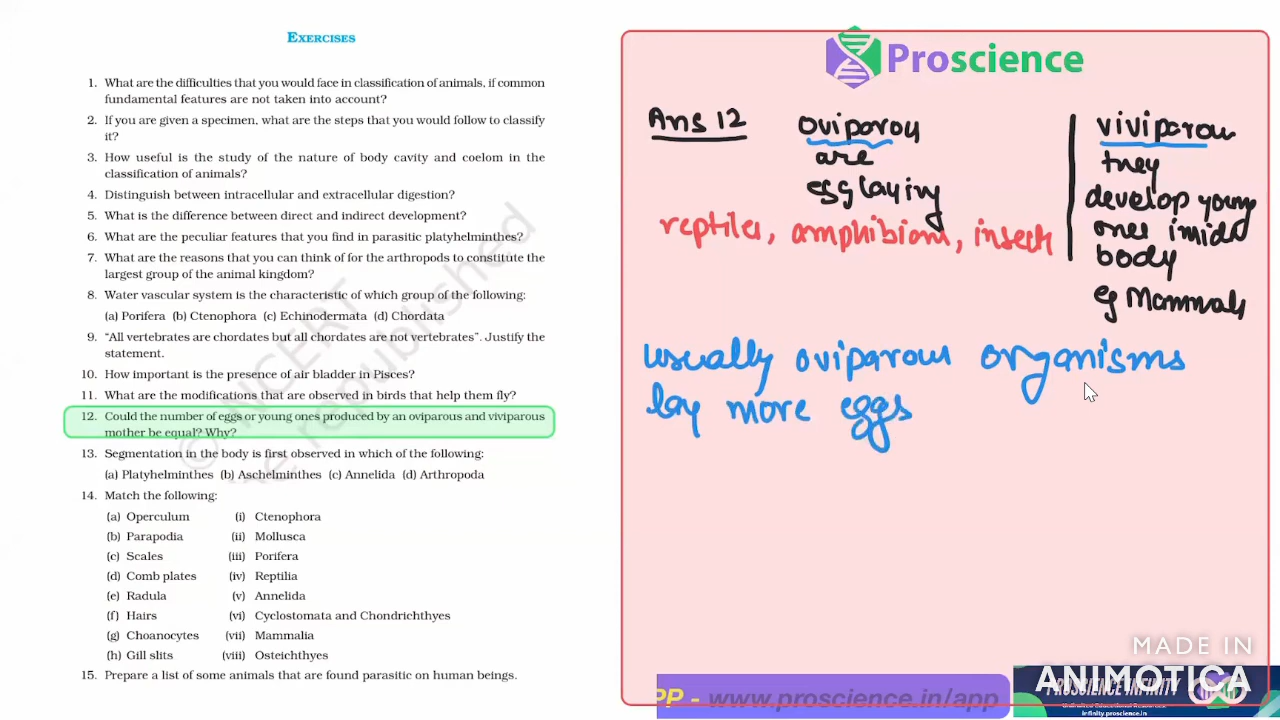 EXERCISES
1. What are the difficulties that you would face in classification of animals, if common
fundamental features are not taken into account?
2. If you are given a specimen, what are the steps that you would follow to classify
it?
3. How useful is the study of the nature of body cavity and coelom in the
classification of animals?
4. Distinguish between intracellular and extracellular digestion?
5. What is the difference between direct and indirect development?
6. What are the peculiar features that you find in parasitic platyhelminthes?
7. What are the reasons that you can think of for the arthropods to constitute the
largest group of the animal kingdom?
8. Water vascular system is the characteristic of which group of the following:
(a) Porifera (b) Ctenophora (c) Echinodermata (d) Chordata
9. “All vertebrates are chordates but all chordates are not vertebrates”. Justify the
statement.
10. How important is the presence of air bladder in Pisces?
11. What are the modifications that are observed in birds that help them fly?
12. Could the number of eggs or young ones produced by an oviparous and viviparous
mother be equal? Why?
13. Segmentation in the body is first observed in which of the following:
(a) Platyhelminthes (b) Aschelminthes (c) Annelida (d) Arthropoda
14. Match the following:
(a) Operculum (i) Ctenophora
(b) Parapodia (ii) Mollusca
(c) Scales (iii) Porifera
(d) Comb plates (iv) Reptilia
(e) Radula (v) Annelida
(f) Hairs (vi) Cyclostomata and Chondrichthyes
(g) Choanocytes (vii) Mammalia
(h) Gill slits (viii) Osteichthyes
15. Prepare a list of some animals that are found parasitic on human beings.
© NCERT
be republished
Proscience
Ans 12
oviparous
are
egg laying
reptiles, amphibians, insects
viviparous
they
develop young
ones inside
body
eg Mammals
usually oviparous organisms
lay more eggs
PP - www.proscience.in/app
MADE IN
ANIMOTICA
PROSCIENCE INFINITY
Unlimited Educational Resources
infinity.proscience.in